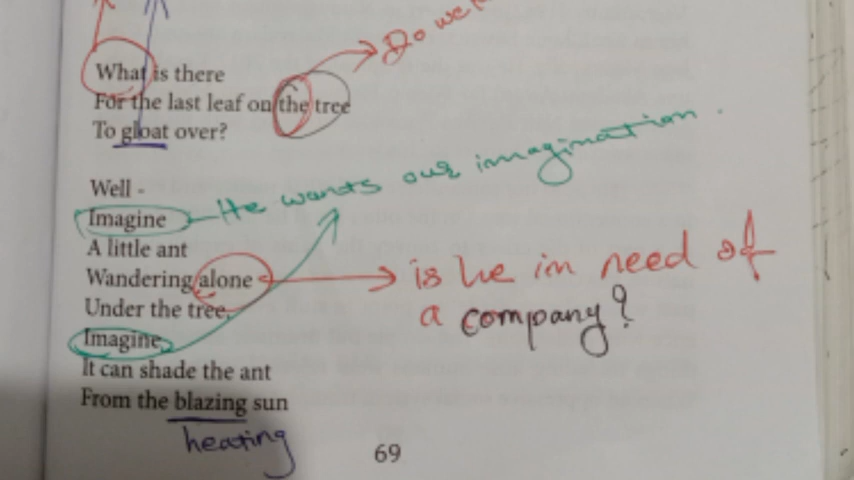 Do we
What is there
For the last leaf on the tree
To gloat over?
Well -
Imagine
He wants our imagination.
A little ant
Wandering alone
is he in need of
a company?
Under the tree,
Imagine,
It can shade the ant
From the blazing sun
heating
69